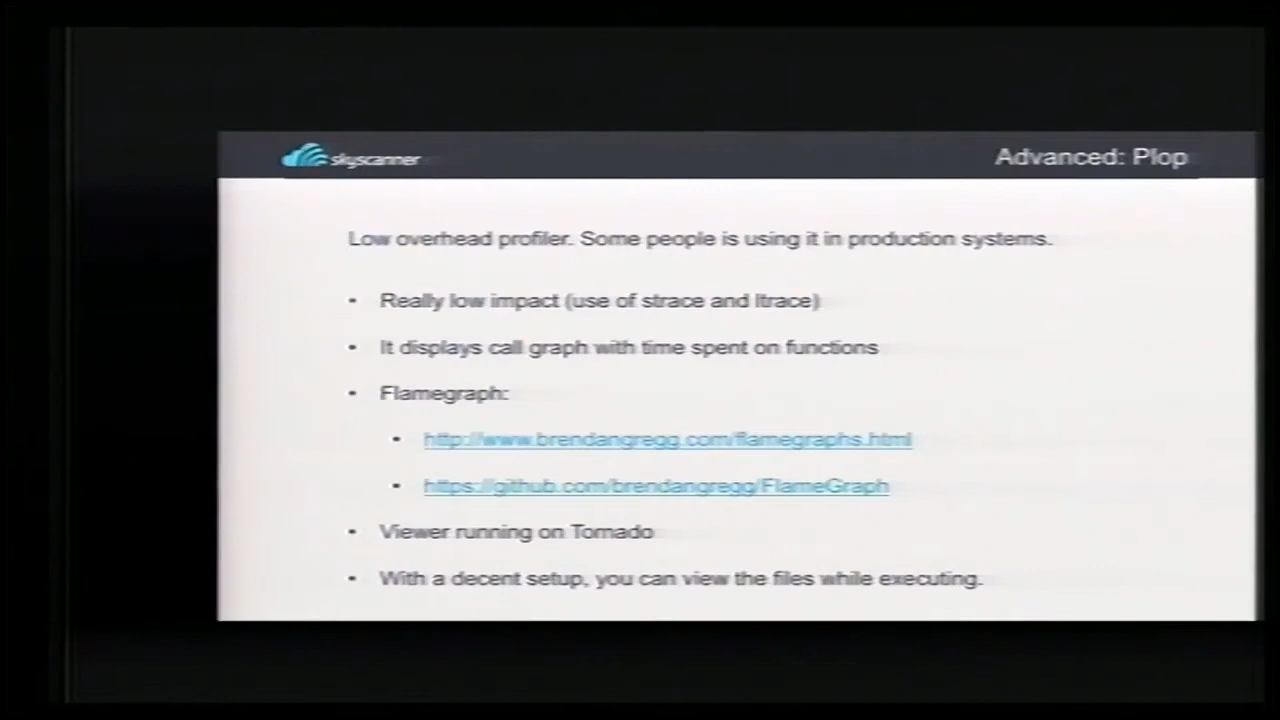 skyscanner
Advanced: Plop
Low overhead profiler. Some people is using it in production systems.
• Really low impact (use of strace and ltrace)
• It displays call graph with time spent on functions
• Flamegraph:
• http://www.brendangregg.com/flamegraphs.html
• https://github.com/brendangregg/FlameGraph
• Viewer running on Tornado
• With a decent setup, you can view the files while executing.